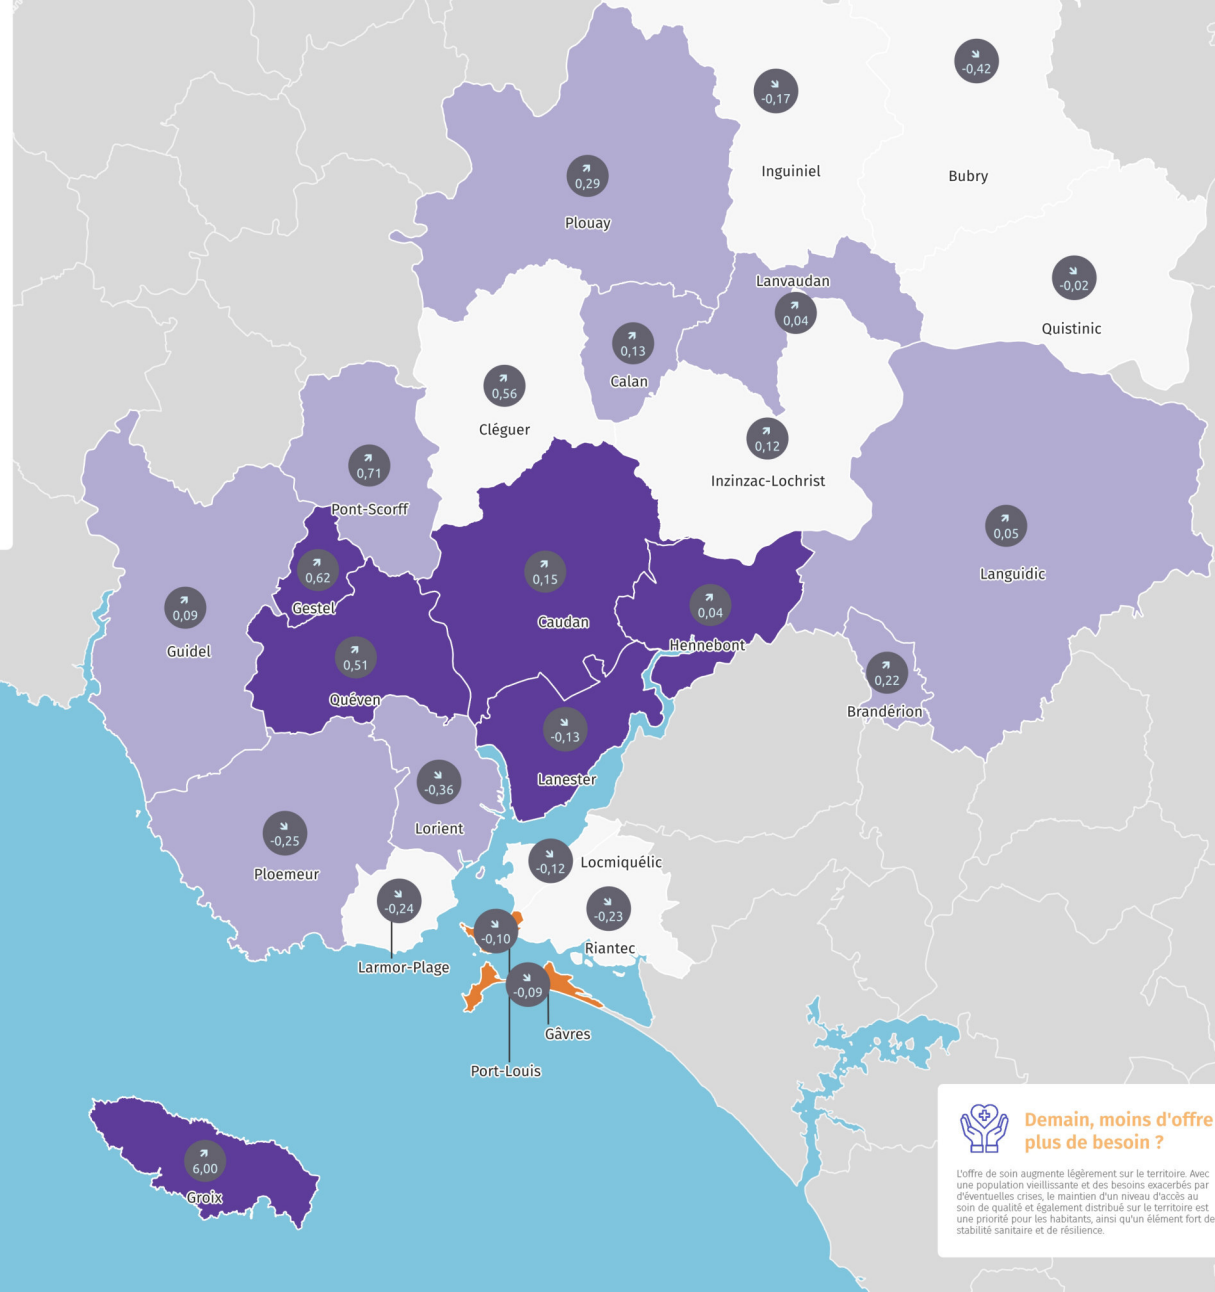 -0,42
Bubry
-0,17
Inguiniel
0,29
Plouay
-0,02
Quistinic
Lanvaudan
0,04
0,13
Calan
0,56
Cléguer
0,12
Inzinzac-Lochrist
0,71
Pont-Scorff
0,05
Languidic
0,62
Gestel
0,15
Caudan
0,09
Guidel
0,04
Hennebont
0,51
Quéven
0,22
Brandérion
-0,13
Lanester
-0,36
Lorient
-0,25
Ploemeur
-0,12
Locmiquélic
-0,24
Larmor-Plage
-0,23
Riantec
-0,10
-0,09
Gâvres
Port-Louis
6,00
Groix
Demain, moins d'offre
plus de besoin ?
L'offre de soin augmente légèrement sur le territoire. Avec
une population vieillissante et des besoins exacerbés par
d'éventuelles crises, le maintien d'un niveau d'accès au
soin de qualité et également distribué sur le territoire est
une priorité pour les habitants, ainsi qu'un élément fort de
stabilité sanitaire et de résilience.